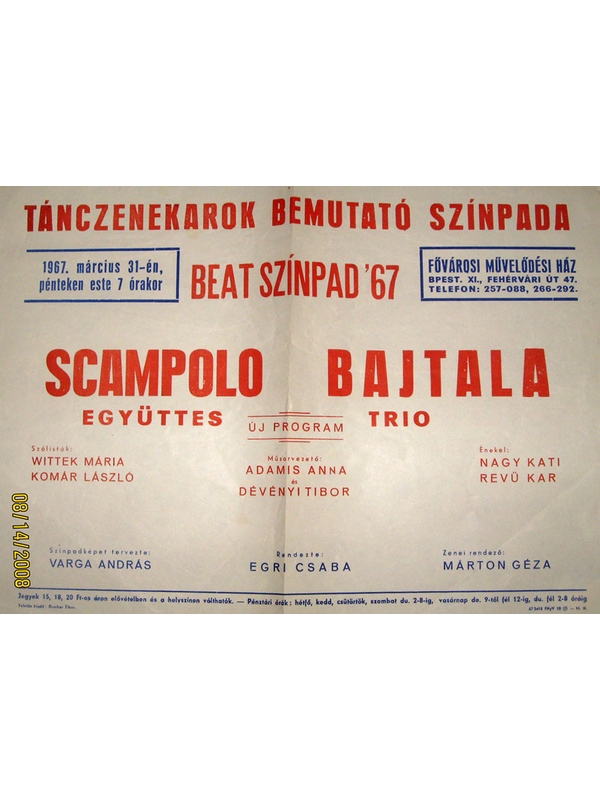 TÁNCZENEKAROK BEMUTATÓ SZÍNPADA
1967. március 31-én,
pénteken este 7 órakor
BEAT SZÍNPAD '67
FŐVÁROSI MŰVELŐDÉSI HÁZ
BPEST. XI., FEHÉRVÁRI ÚT 47.
TELEFON: 257-088, 266-292.
SCAMPOLO
EGYÜTTES
BAJTALA
TRIO
ÚJ PROGRAM
Szólisták:
WITTEK MÁRIA
KOMÁR LÁSZLÓ
Műsorvezető:
ADAMIS ANNA
és
DÉVÉNYI TIBOR
Énekel:
NAGY KATI
REVÜ KAR
Színpadképet tervezte:
VARGA ANDRÁS
Rendezte:
EGRI CSABA
Zenei rendező:
MÁRTON GÉZA
Jegyek 15, 18, 20 Ft-os áron elővételben és a helyszínen válthatók. — Pénztári órák: hétfő, kedd, csütörtök, szombat du. 2-8-ig, vasárnap de. 9-től fél 12-ig, du. fél 2-8 óráig
Felelős kiadó:
08/14/2008